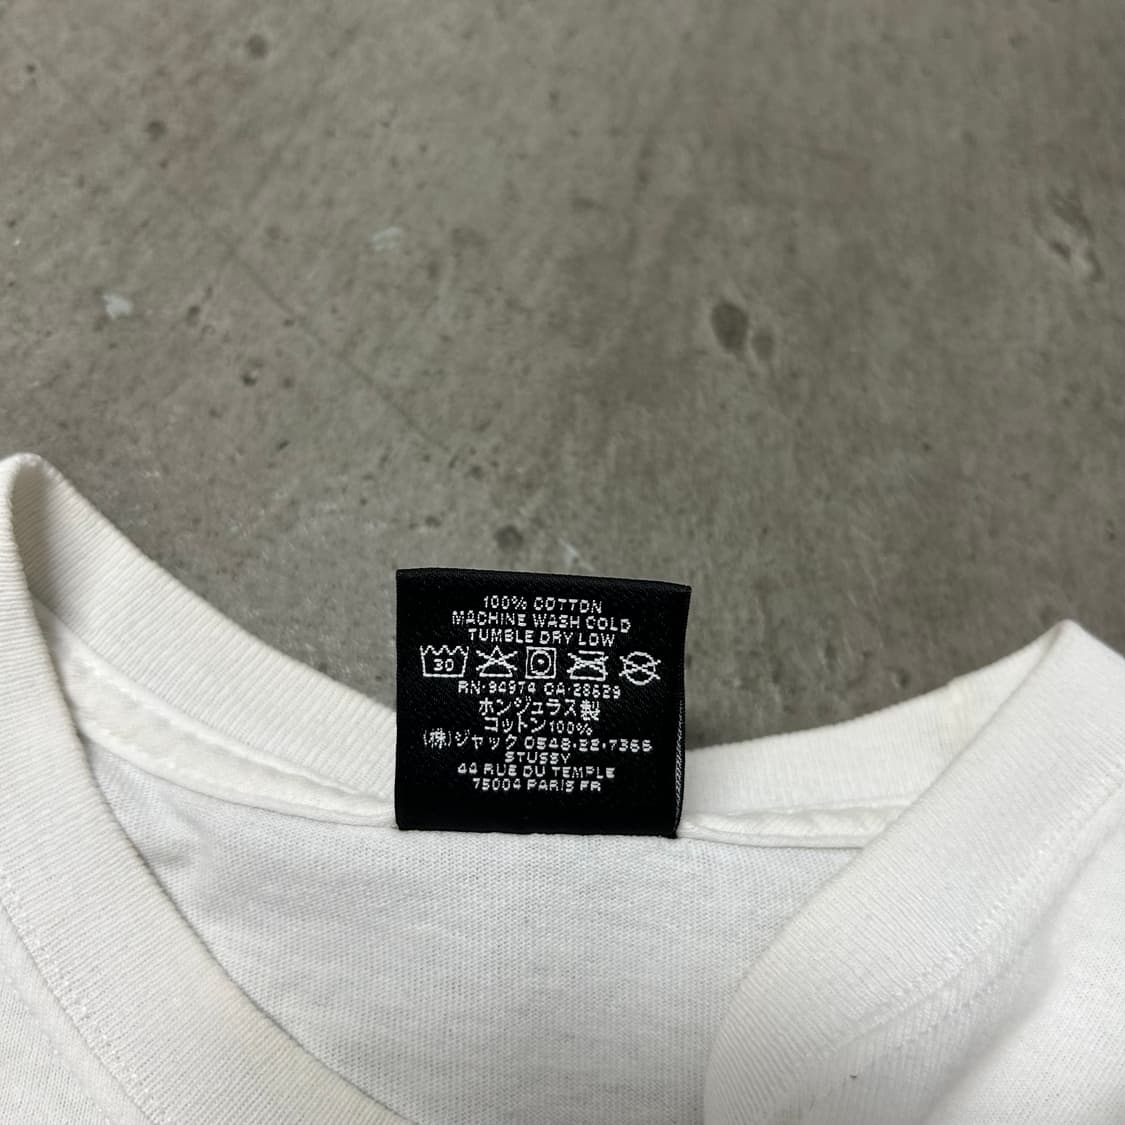 100% COTTON
MACHINE WASH COLD
TUMBLE DRY LOW
30
RN·94974 CA·28629
ホンジュラス製
コットン100%
(株)ジャック 0548·22·7366
STUSSY
44 RUE DU TEMPLE
75004 PARIS FR